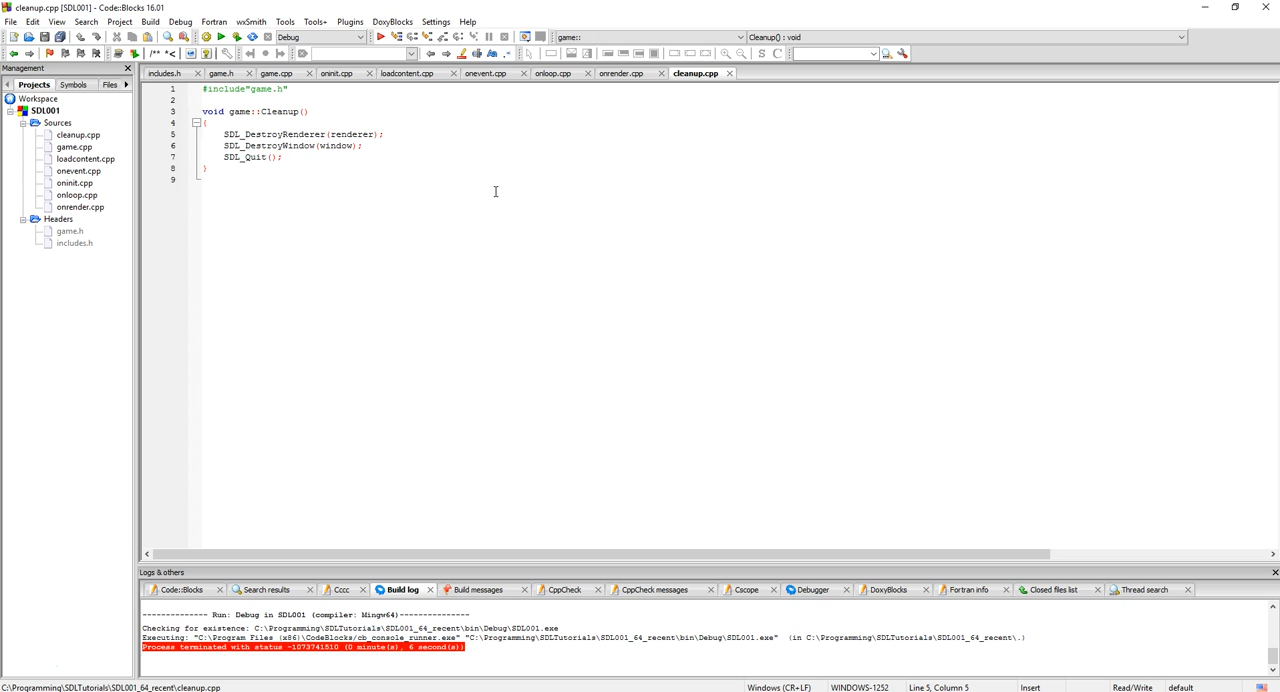 cleanup.cpp [SDL001] - Code::Blocks 16.01
File Edit View Search Project Build Debug Fortran wxSmith Tools Tools+ Plugins DoxyBlocks Settings Help
Debug game:: Cleanup() : void
/** *< S C
Management
Projects Symbols Files
includes.h game.h game.cpp oninit.cpp loadcontent.cpp onevent.cpp onloop.cpp onrender.cpp cleanup.cpp
Workspace
SDL001
Sources
cleanup.cpp
game.cpp
loadcontent.cpp
onevent.cpp
oninit.cpp
onloop.cpp
onrender.cpp
Headers
game.h
includes.h
1 #include"game.h"
2
3 void game::Cleanup()
4 {
5 SDL_DestroyRenderer(renderer);
6 SDL_DestroyWindow(window);
7 SDL_Quit();
8 }
9
Logs & others
Code::Blocks Search results Cccc Build log Build messages CppCheck CppCheck messages Cscope Debugger DoxyBlocks Fortran info Closed files list Thread search
-------------- Run: Debug in SDL001 (compiler: Mingw64)---------------
Checking for existence: C:\Programming\SDLTutorials\SDL001_64_recent\bin\Debug\SDL001.exe
Executing: "C:\Program Files (x86)\CodeBlocks/cb_console_runner.exe" "C:\Programming\SDLTutorials\SDL001_64_recent\bin\Debug\SDL001.exe"  (in C:\Programming\SDLTutorials\SDL001_64_recent\.)
Process terminated with status -1073741510 (0 minute(s), 6 second(s))
C:\Programming\SDLTutorials\SDL001_64_recent\cleanup.cpp Windows (CR+LF) WINDOWS-1252 Line 5, Column 5 Insert Read/Write default